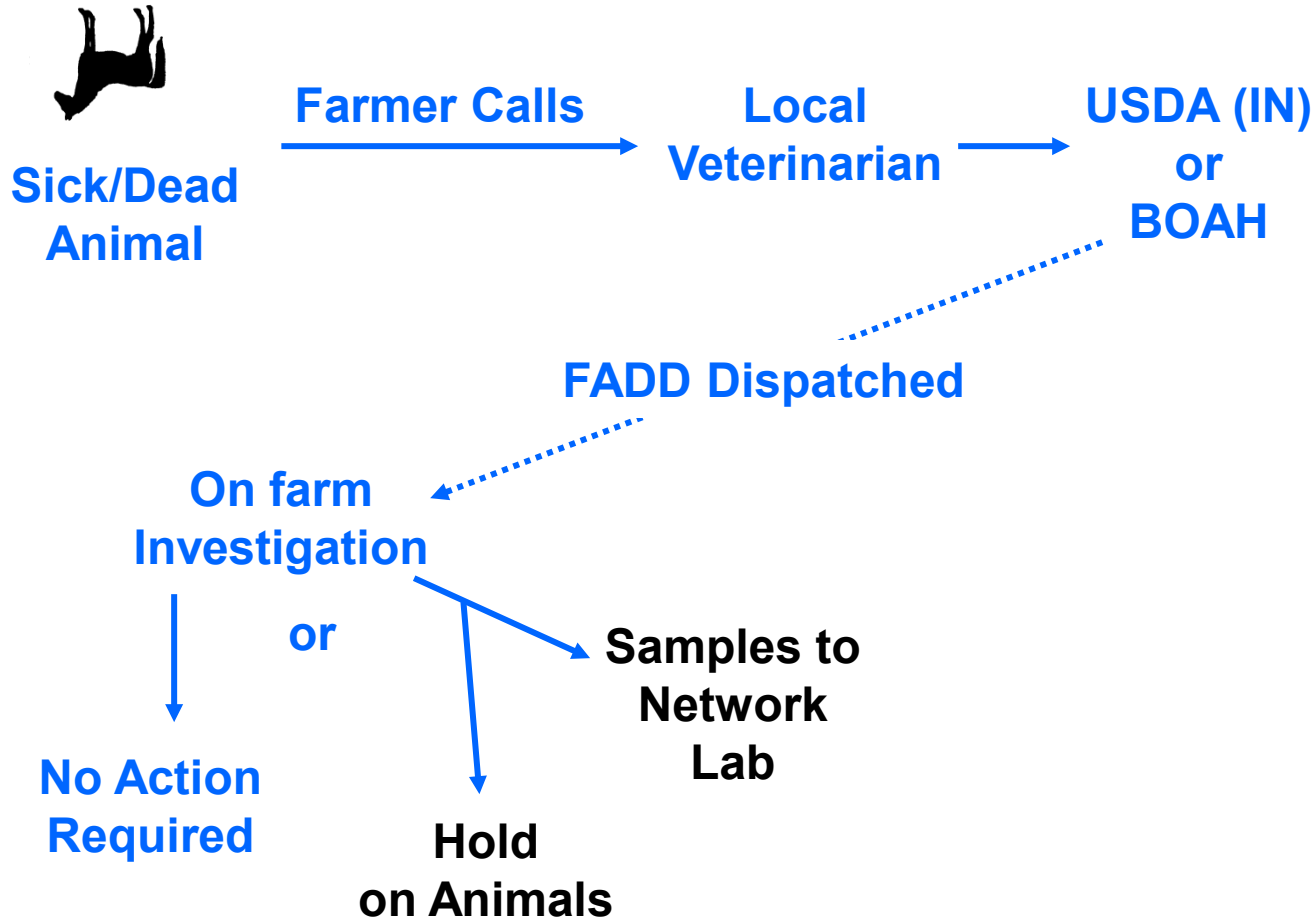 Farmer Calls
Sick/Dead
Animal
Local
Veterinarian
USDA (IN)
or
BOAH
FADD Dispatched
On farm
Investigation
or
No Action
Required
Hold
on Animals
Samples to
Network
Lab